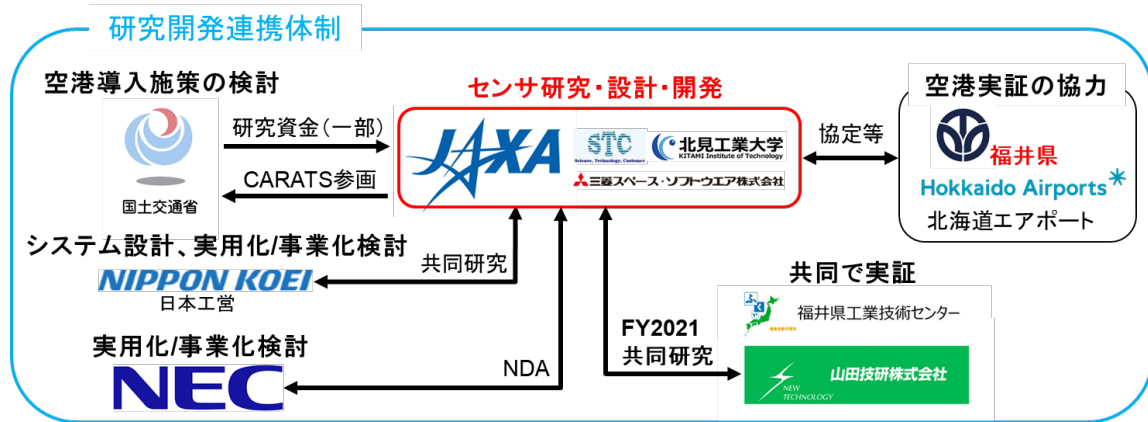 研究開発連携体制
空港導入施策の検討
国土交通省
研究資金(一部)
CARATS参画
センサ研究・設計・開発
JAXA
STC
Science, Technology, Customer
北見工業大学
KITAMI Institute of Technology
三菱スペース・ソフトウエア株式会社
協定等
空港実証の協力
福井県
Hokkaido Airports
北海道エアポート
システム設計、実用化/事業化検討
NIPPON KOEI
日本工営
共同研究
実用化/事業化検討
NEC
NDA
FY2021
共同研究
共同で実証
ふくい
福井県工業技術センター
NEW
TECHNOLOGY
山田技研株式会社